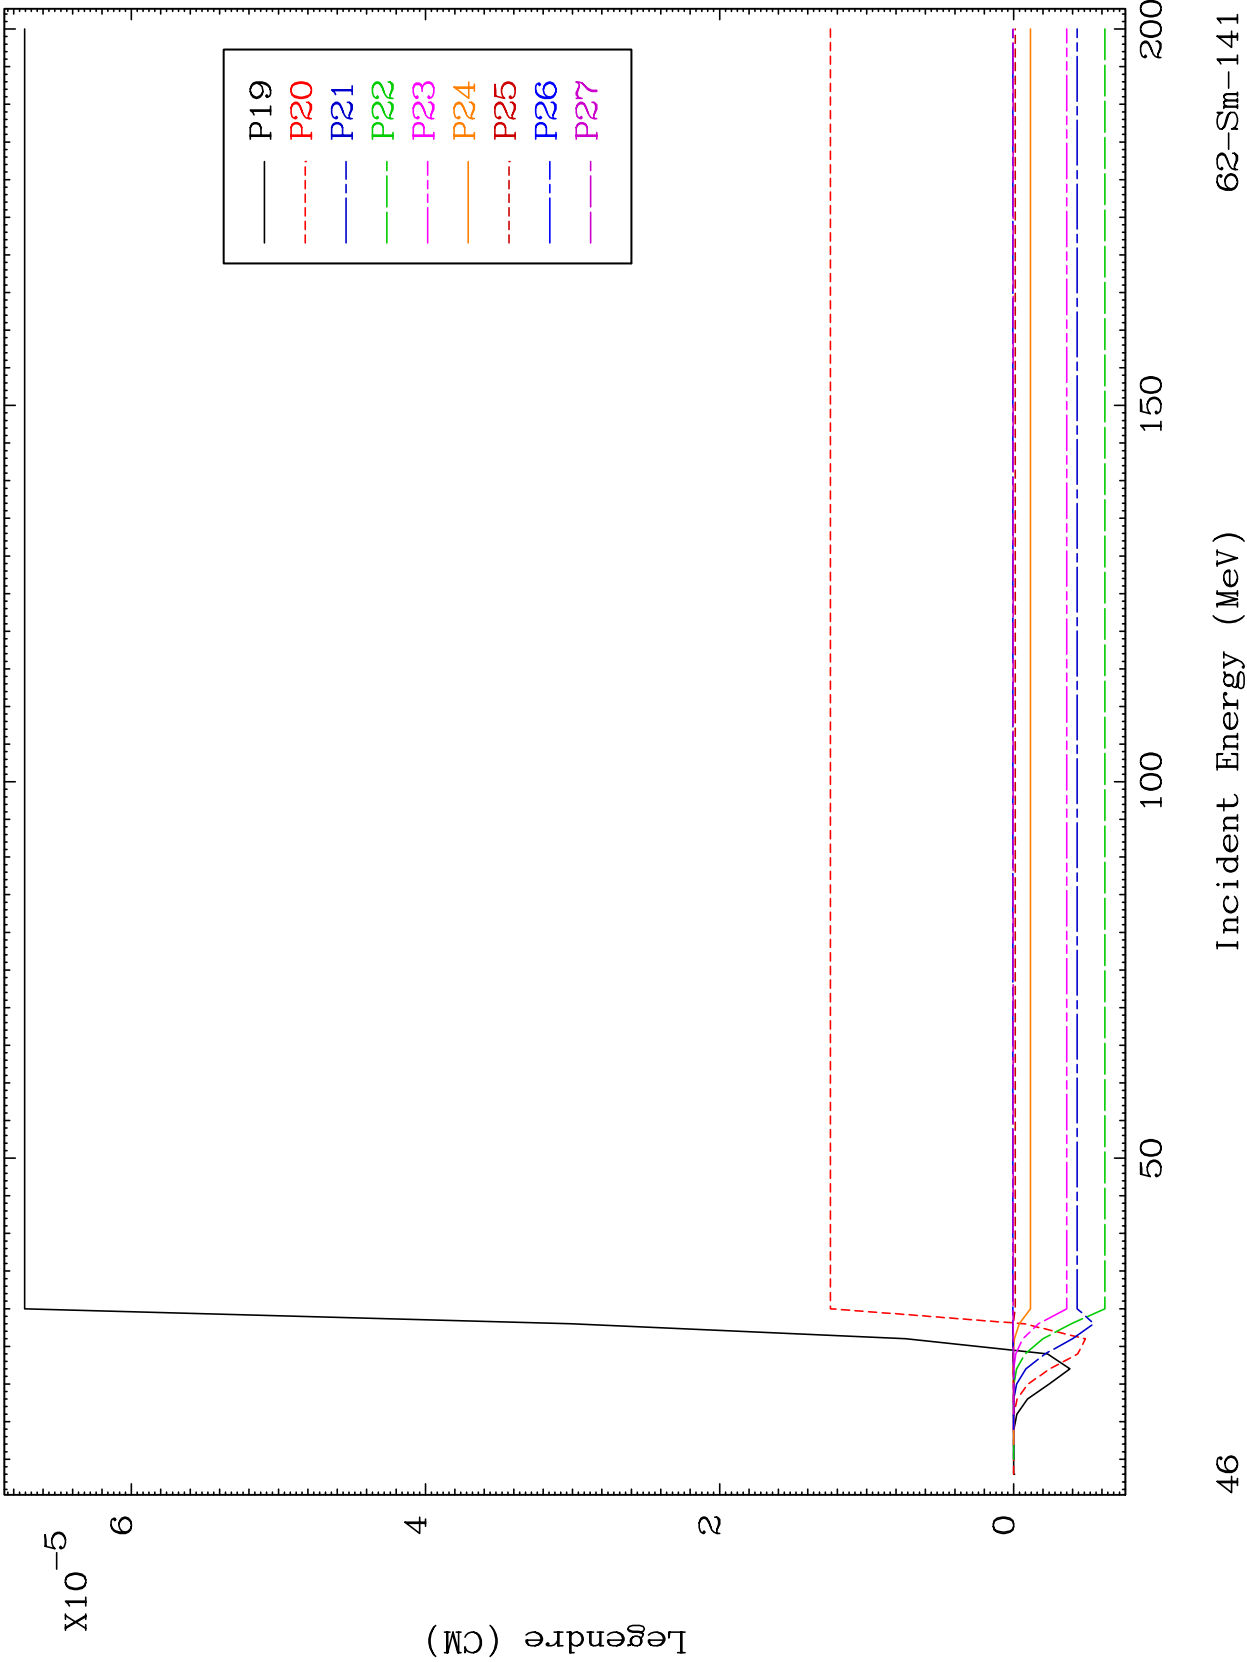 X10-5
6
4
2
0
Legendre (CM)
P19
P20
P21
P22
P23
P24
P25
P26
P27
50
100
150
200
46
Incident Energy (MeV)
62-Sm-141